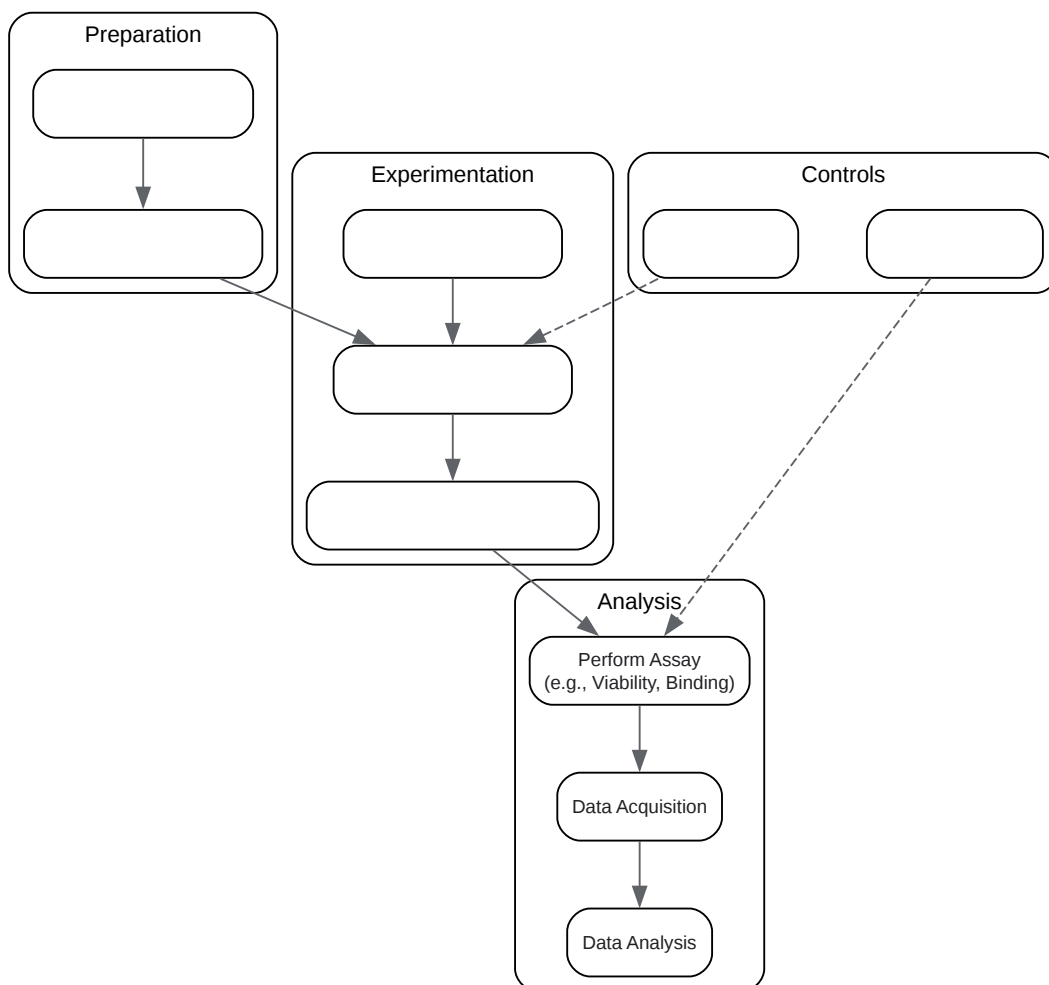 Preparation
Experimentation
Controls
Analysis
Perform Assay
(e.g., Viability, Binding)
Data Acquisition
Data Analysis